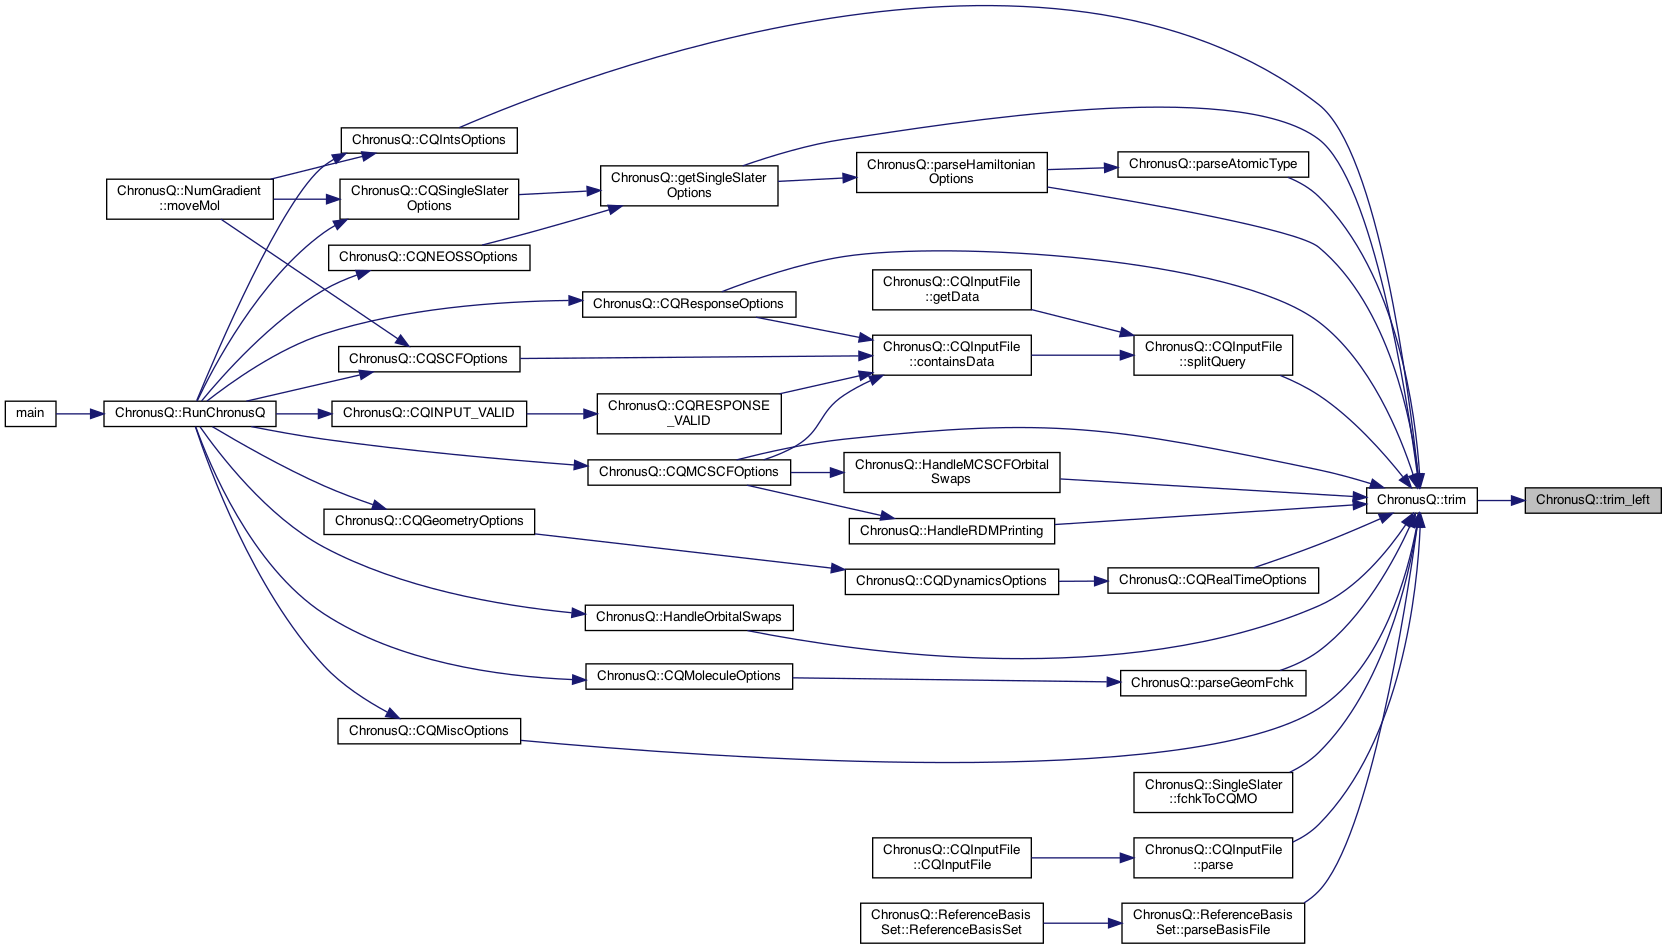 ChronusQ::CQIntsOptions
ChronusQ::NumGradient
::moveMol
ChronusQ::CQSingleSlater
Options
ChronusQ::getSingleSlater
Options
ChronusQ::parseHamiltonian
Options
ChronusQ::parseAtomicType
ChronusQ::CQNEOSSOptions
ChronusQ::CQResponseOptions
ChronusQ::CQInputFile
::getData
ChronusQ::CQSCFOptions
ChronusQ::CQInputFile
::containsData
ChronusQ::CQInputFile
::splitQuery
main
ChronusQ::RunChronusQ
ChronusQ::CQINPUT_VALID
ChronusQ::CQRESPONSE
_VALID
ChronusQ::CQMCSCFOptions
ChronusQ::HandleMCSCFOrbital
Swaps
ChronusQ::trim
ChronusQ::trim_left
ChronusQ::CQGeometryOptions
ChronusQ::HandleRDMPrinting
ChronusQ::CQDynamicsOptions
ChronusQ::CQRealTimeOptions
ChronusQ::HandleOrbitalSwaps
ChronusQ::CQMoleculeOptions
ChronusQ::parseGeomFchk
ChronusQ::CQMiscOptions
ChronusQ::SingleSlater
::fchkToCQMO
ChronusQ::CQInputFile
::CQInputFile
ChronusQ::CQInputFile
::parse
ChronusQ::ReferenceBasis
Set::ReferenceBasisSet
ChronusQ::ReferenceBasis
Set::parseBasisFile